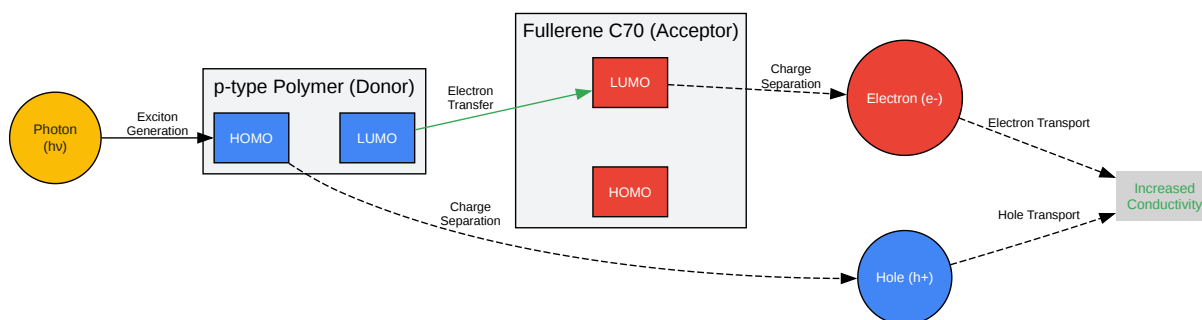 Photon
(hν)
Exciton
Generation
p-type Polymer (Donor)
HOMO
LUMO
Electron
Transfer
Fullerene C70 (Acceptor)
LUMO
HOMO
Charge
Separation
Charge
Separation
Electron (e-)
Hole (h+)
Electron Transport
Hole Transport
Increased
Conductivity